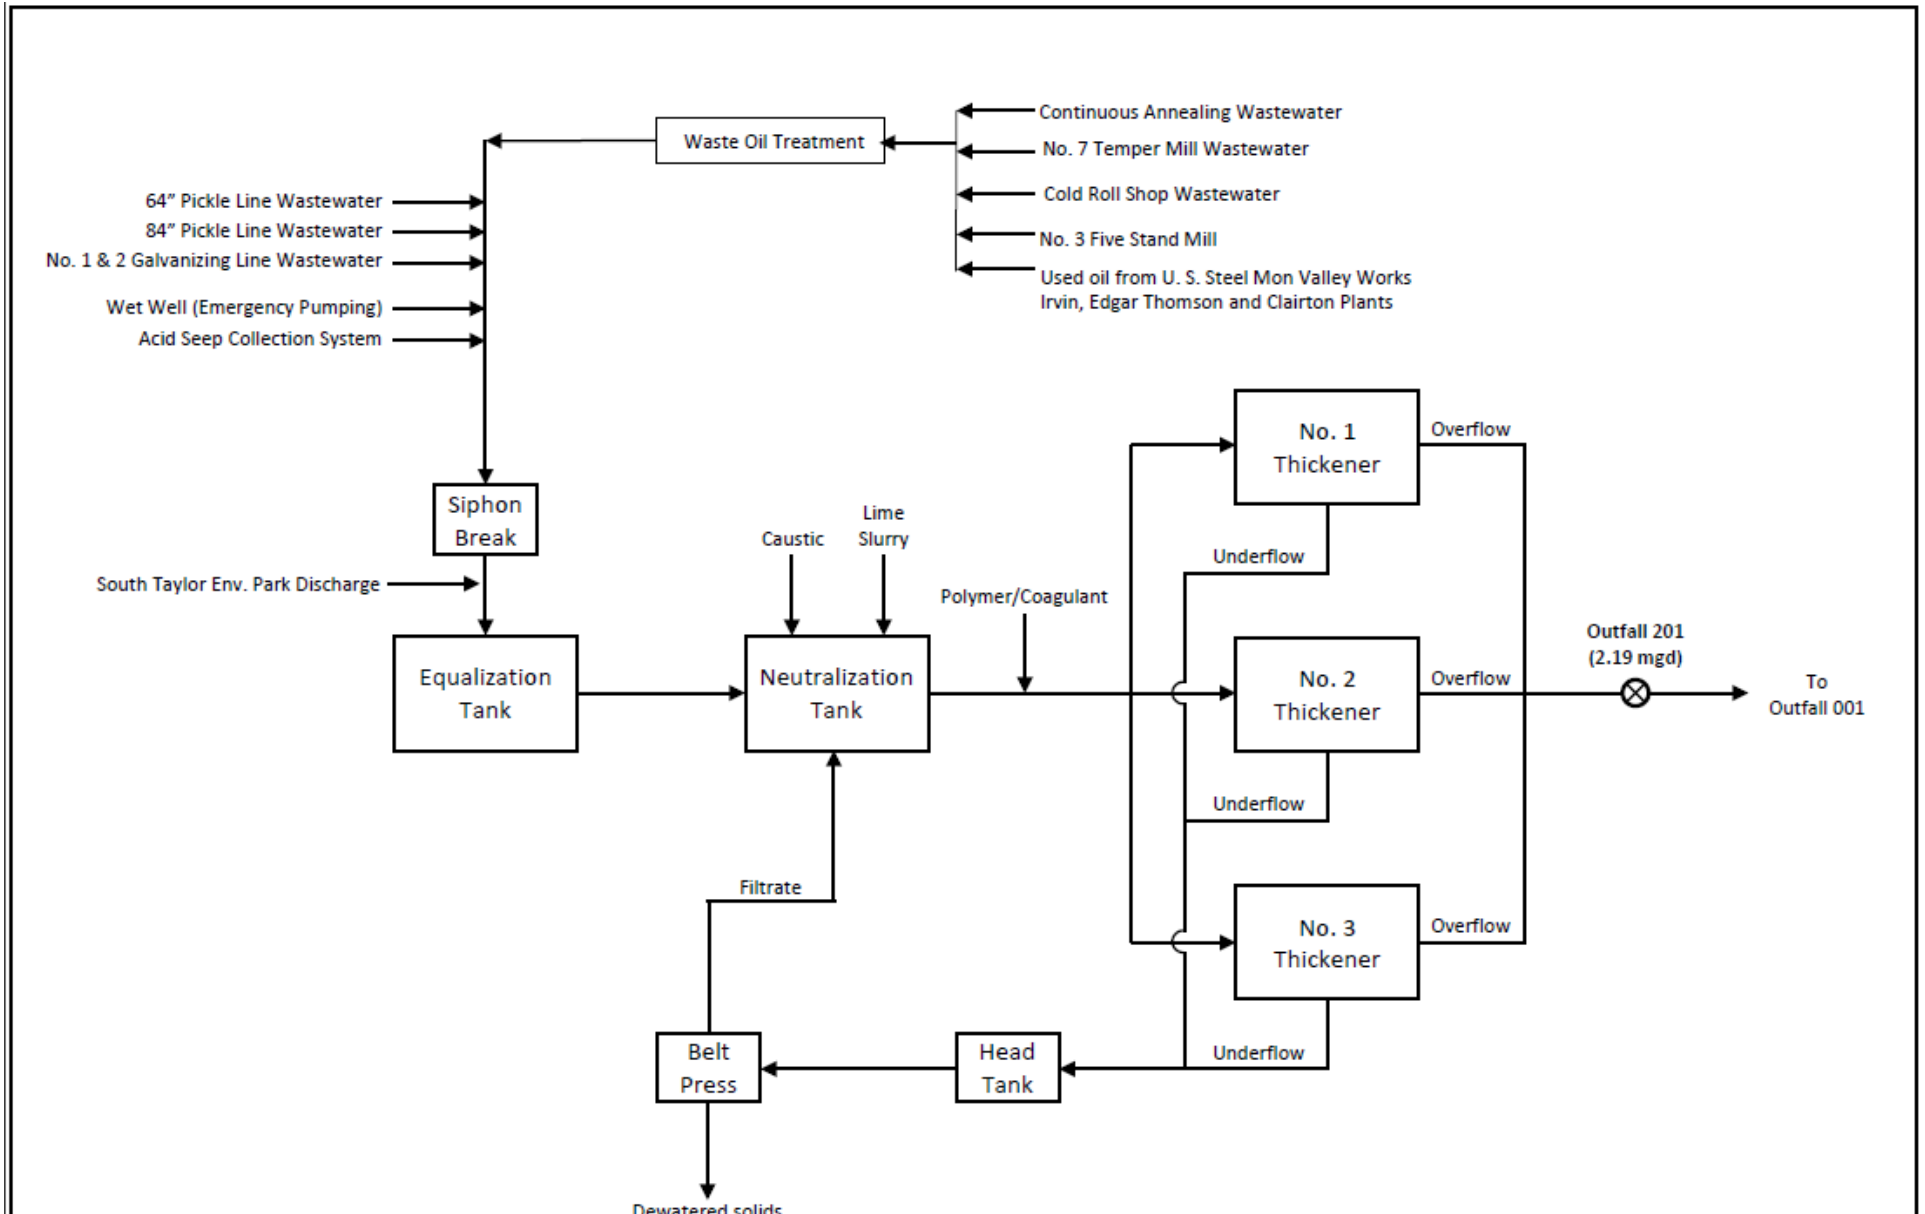 Continuous Annealing Wastewater
Waste Oil Treatment
No. 7 Temper Mill Wastewater
Cold Roll Shop Wastewater
No. 3 Five Stand Mill
Used oil from U. S. Steel Mon Valley Works
Irvin, Edgar Thomson and Clairton Plants
64” Pickle Line Wastewater
84” Pickle Line Wastewater
No. 1 & 2 Galvanizing Line Wastewater
Wet Well (Emergency Pumping)
Acid Seep Collection System
Siphon
Break
South Taylor Env. Park Discharge
Equalization
Tank
Caustic
Lime
Slurry
Neutralization
Tank
Polymer/Coagulant
No. 1
Thickener
Overflow
Underflow
No. 2
Thickener
Overflow
Underflow
No. 3
Thickener
Overflow
Underflow
Outfall 201
(2.19 mgd)
To
Outfall 001
Filtrate
Belt
Press
Head
Tank
Dewatered solids